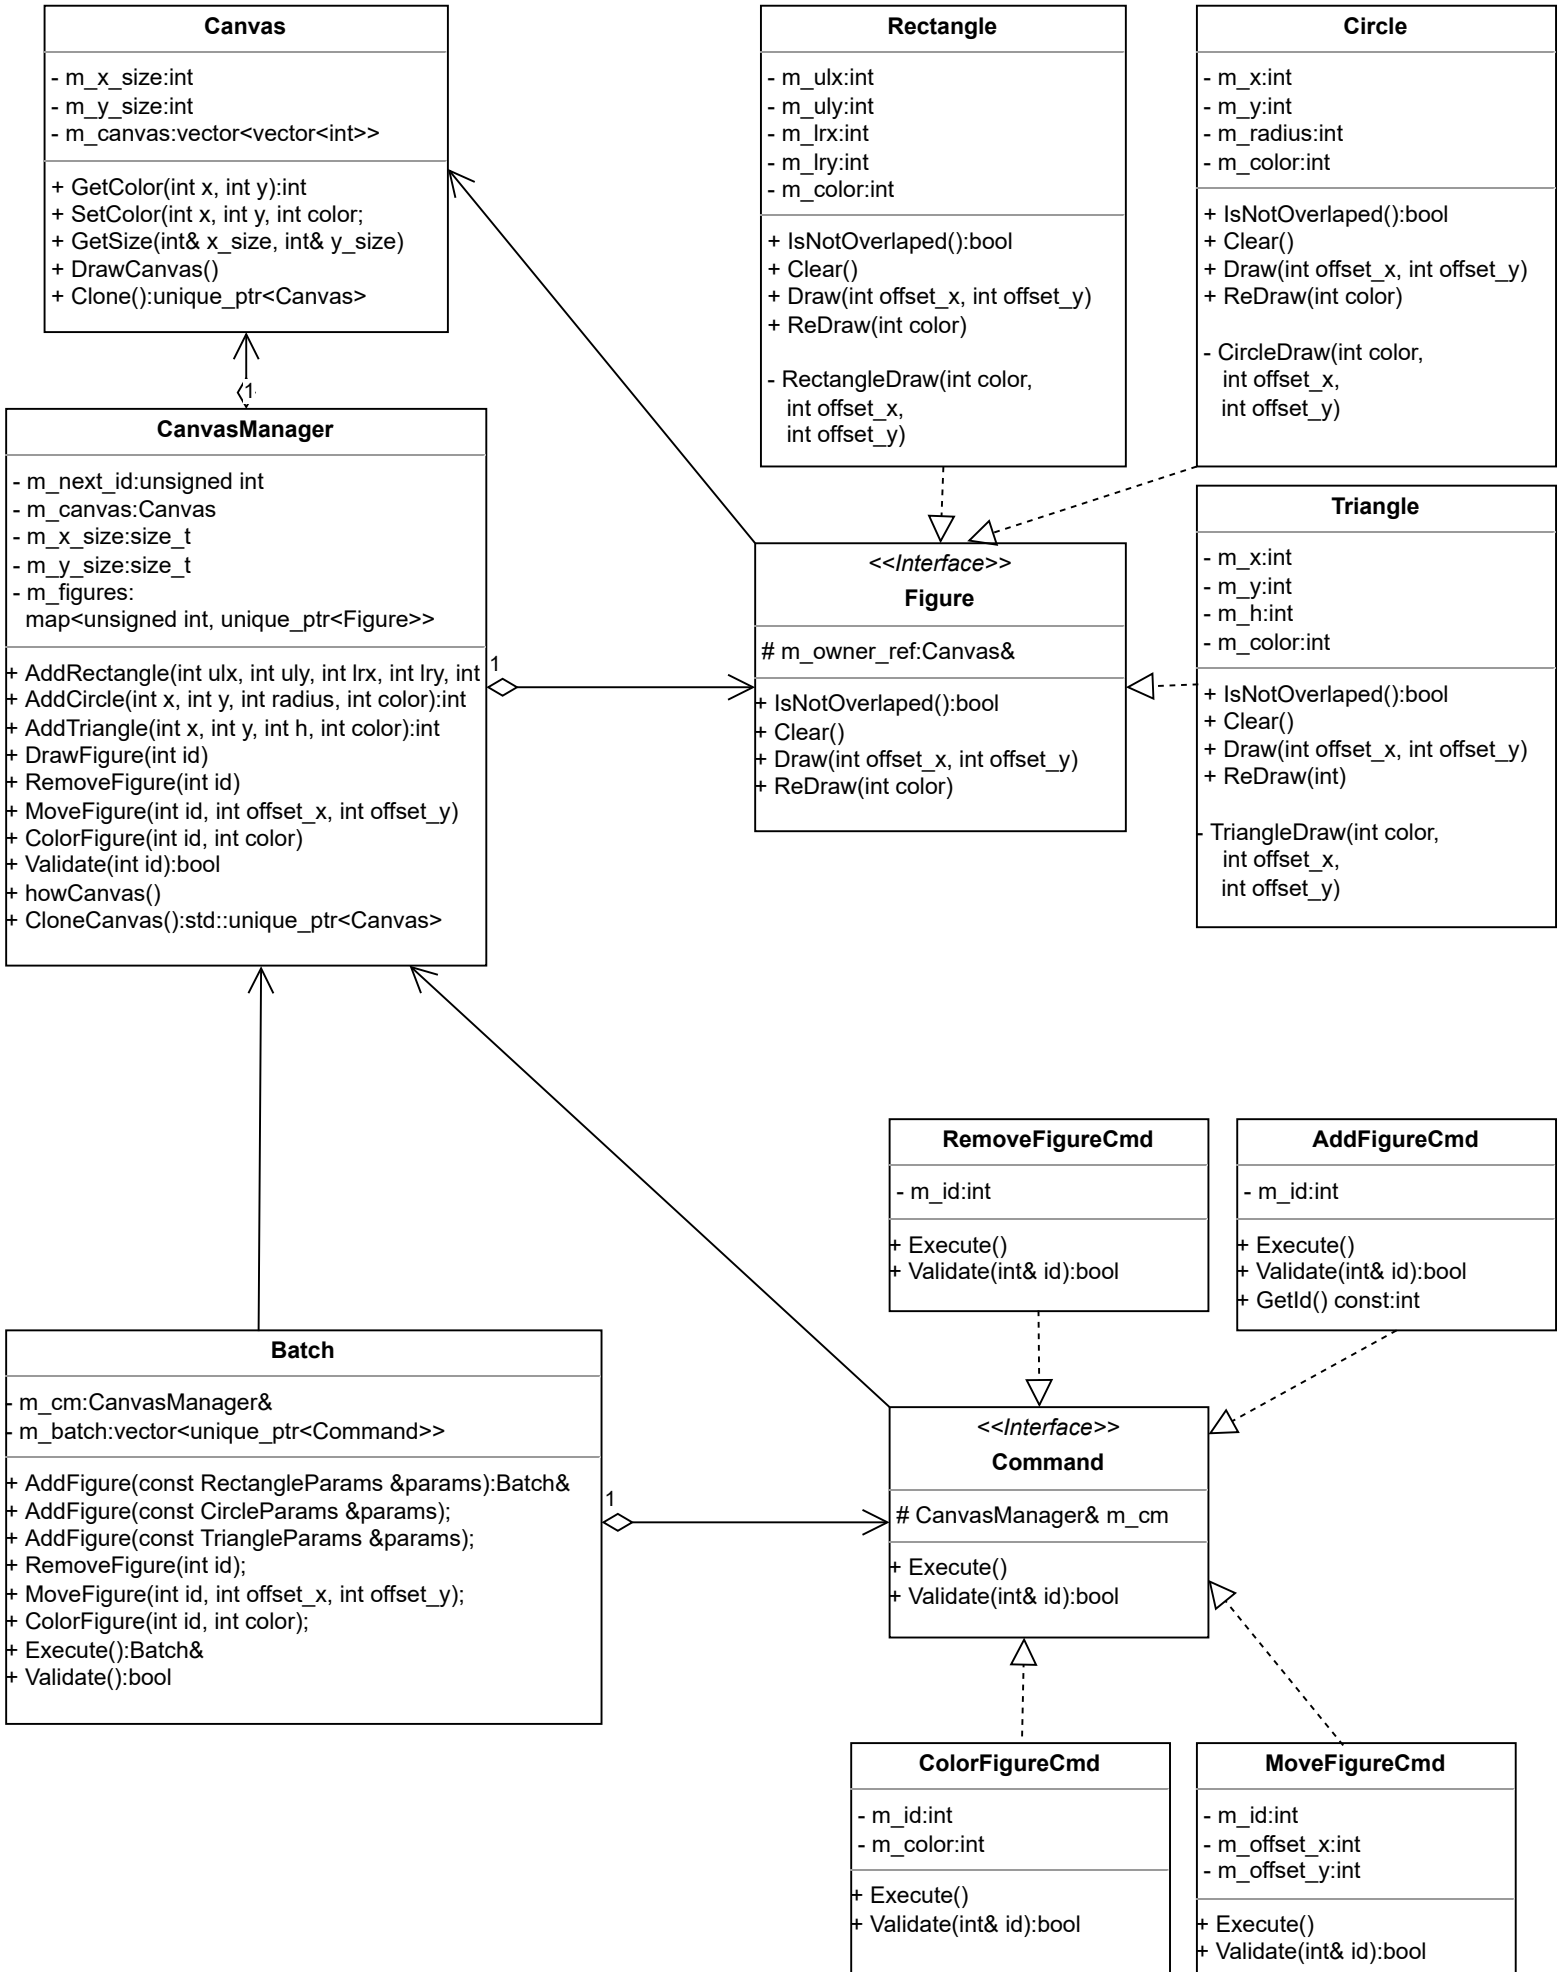 Canvas
- m_x_size:int
- m_y_size:int
- m_canvas:vector<vector<int>>
+ GetColor(int x, int y):int
+ SetColor(int x, int y, int color;
+ GetSize(int& x_size, int& y_size)
+ DrawCanvas()
+ Clone():unique_ptr<Canvas>
Rectangle
- m_ulx:int
- m_uly:int
- m_lrx:int
- m_lry:int
- m_color:int
+ IsNotOverlaped():bool
+ Clear()
+ Draw(int offset_x, int offset_y)
+ ReDraw(int color)
- RectangleDraw(int color,
int offset_x,
int offset_y)
Circle
- m_x:int
- m_y:int
- m_radius:int
- m_color:int
+ IsNotOverlaped():bool
+ Clear()
+ Draw(int offset_x, int offset_y)
+ ReDraw(int color)
- CircleDraw(int color,
int offset_x,
int offset_y)
1
CanvasManager
- m_next_id:unsigned int
- m_canvas:Canvas
- m_x_size:size_t
- m_y_size:size_t
- m_figures:
map<unsigned int, unique_ptr<Figure>>
+ AddRectangle(int ulx, int uly, int lrx, int lry, int
+ AddCircle(int x, int y, int radius, int color):int
+ AddTriangle(int x, int y, int h, int color):int
+ DrawFigure(int id)
+ RemoveFigure(int id)
+ MoveFigure(int id, int offset_x, int offset_y)
+ ColorFigure(int id, int color)
+ Validate(int id):bool
+ howCanvas()
+ CloneCanvas():std::unique_ptr<Canvas>
1
<<Interface>>
Figure
# m_owner_ref:Canvas&
+ IsNotOverlaped():bool
+ Clear()
+ Draw(int offset_x, int offset_y)
+ ReDraw(int color)
Triangle
- m_x:int
- m_y:int
- m_h:int
- m_color:int
+ IsNotOverlaped():bool
+ Clear()
+ Draw(int offset_x, int offset_y)
+ ReDraw(int)
- TriangleDraw(int color,
int offset_x,
int offset_y)
RemoveFigureCmd
- m_id:int
+ Execute()
+ Validate(int& id):bool
AddFigureCmd
- m_id:int
+ Execute()
+ Validate(int& id):bool
+ GetId() const:int
Batch
- m_cm:CanvasManager&
- m_batch:vector<unique_ptr<Command>>
+ AddFigure(const RectangleParams &params):Batch&
+ AddFigure(const CircleParams &params);
+ AddFigure(const TriangleParams &params);
+ RemoveFigure(int id);
+ MoveFigure(int id, int offset_x, int offset_y);
+ ColorFigure(int id, int color);
+ Execute():Batch&
+ Validate():bool
1
<<Interface>>
Command
# CanvasManager& m_cm
+ Execute()
+ Validate(int& id):bool
ColorFigureCmd
- m_id:int
- m_color:int
+ Execute()
+ Validate(int& id):bool
MoveFigureCmd
- m_id:int
- m_offset_x:int
- m_offset_y:int
+ Execute()
+ Validate(int& id):bool